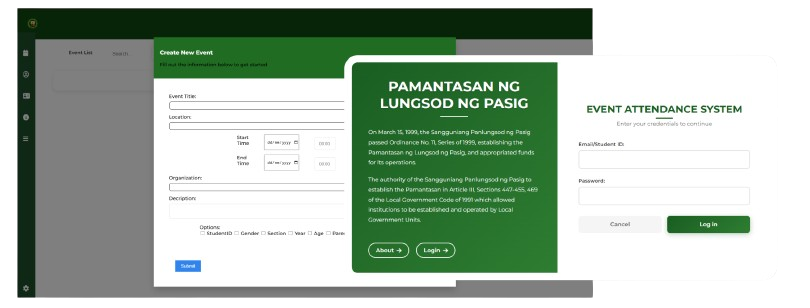 Event List
Search
Create New Event
Fill out the information below to get started
Event Title:
Location:
Start Time
dd/mm/yyyy
00:00
End Time
dd/mm/yyyy
00:00
Organization:
Decription:
Options:
StudentID Gender Section Year Age Pare
Submit
PAMANTASAN NG
LUNGSOD NG PASIG
On March 15, 1999, the Sangguniang Panlungsod ng Pasig
passed Ordinance No. 11, Series of 1999, establishing the
Pamantasan ng Lungsod ng Pasig, and appropriated funds
for its operations.
The authority of the Sangguniang Panlungsod ng Pasig to
establish the Pamantasan in Article III, Sections 447-455, 469
of the Local Government Code of 1991 which allowed
institutions to be established and operated by Local
Government Units.
About →
Login →
EVENT ATTENDANCE SYSTEM
Enter your credentials to continue
Email/Student ID:
Password:
Cancel
Log in